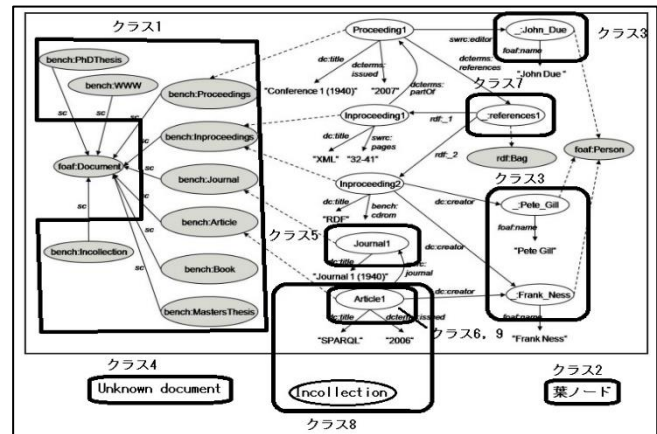 クラス1
Proceeding1
_:John_Due
クラス3
bench:PhDThesis
swrc:editor
foaf:name
bench:WWW
dc:title
dcterms:
issued
dcterms:
references
"John Due"
bench:Proceedings
dcterms:
partOf
クラス7
"Conference 1 (1940)"
"2007"
sc
sc
sc
Inproceeding1
rdf:_1
_:references1
bench:Inproceedings
dc:title
swrc:
pages
sc
foaf:Document
"XML"
"32-41"
rdf:_2
rdf:Bag
foaf:Person
sc
bench:Journal
Inproceeding2
クラス3
dc:title
bench:
cdrom
dc:creator
_:Pete_Gill
sc
bench:Article
クラス5
"RDF"
foaf:name
bench:Incollection
sc
Journal1
dc:creator
"Pete Gill"
sc
dc:title
bench:Book
"Journal 1 (1940)"
journal
sc
Article1
dc:creator
_:Frank_Ness
bench:MastersThesis
dc:title
dcterms:issued
foaf:name
クラス6，9
"SPARQL"
"2006"
"Frank Ness"
クラス4
クラス2
Unknown document
Incollection
葉ノード
クラス8